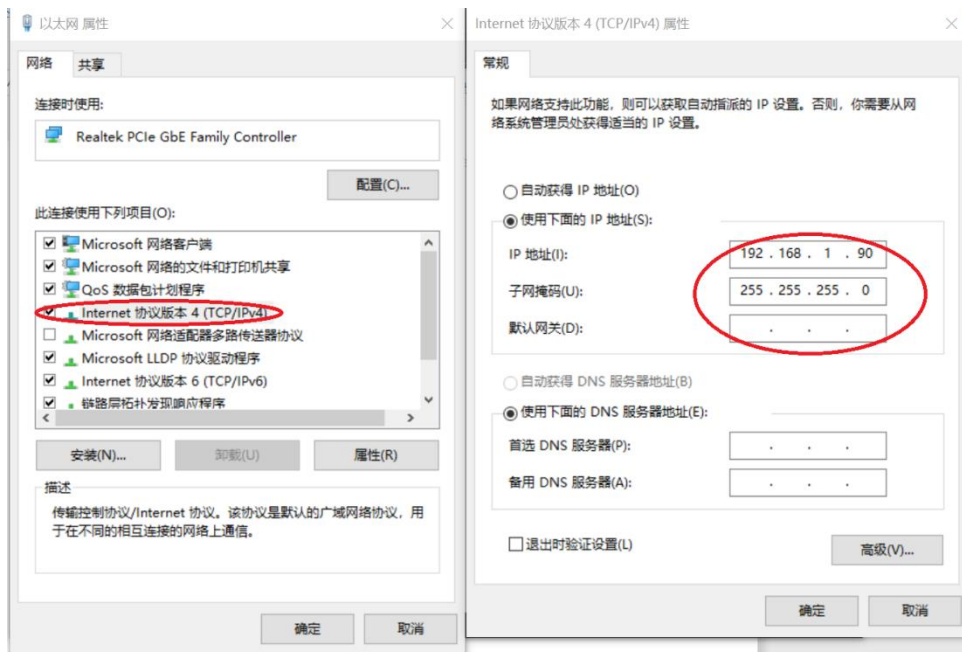 以太网 属性
网络
共享
连接时使用:
Realtek PCIe GbE Family Controller
配置(C)...
此连接使用下列项目(O):
Microsoft 网络客户端
Microsoft 网络的文件和打印机共享
QoS 数据包计划程序
Internet 协议版本 4 (TCP/IPv4)
Microsoft 网络适配器多路传送器协议
Microsoft LLDP 协议驱动程序
Internet 协议版本 6 (TCP/IPv6)
链路层拓扑发现响应程序
安装(N)...
卸载(U)
属性(R)
描述
传输控制协议/Internet 协议。该协议是默认的广域网络协议，用
于在不同的相互连接的网络上通信。
确定
取消
Internet 协议版本 4 (TCP/IPv4) 属性
常规
如果网络支持此功能，则可以获取自动指派的 IP 设置。否则，你需要从网
络系统管理员处获得适当的 IP 设置。
自动获得 IP 地址(O)
使用下面的 IP 地址(S):
IP 地址(I):
192 . 168 . 1 . 90
子网掩码(U):
255 . 255 . 255 . 0
默认网关(D):
. . .
自动获得 DNS 服务器地址(B)
使用下面的 DNS 服务器地址(E):
首选 DNS 服务器(P):
. . .
备用 DNS 服务器(A):
. . .
退出时验证设置(L)
高级(V)...
确定
取消